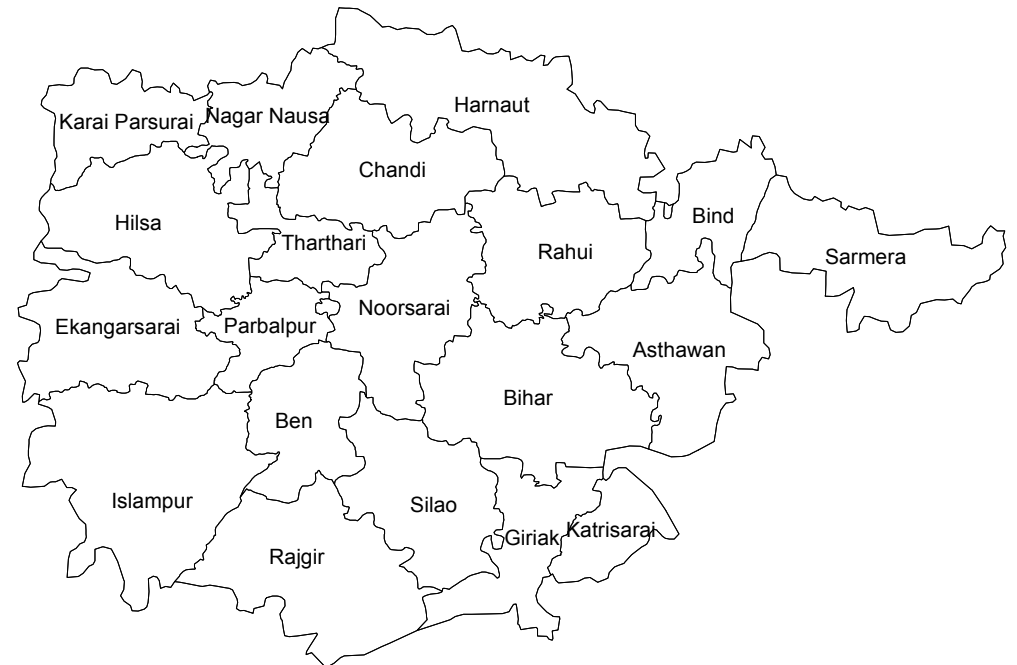 Harnaut
Karai Parsurai
Nagar Nausa
Chandi
Hilsa
Bind
Tharthari
Rahui
Sarmera
Noorsarai
Ekangarsarai
Parbalpur
Asthawan
Bihar
Ben
Islampur
Silao
Giriak
Katrisarai
Rajgir